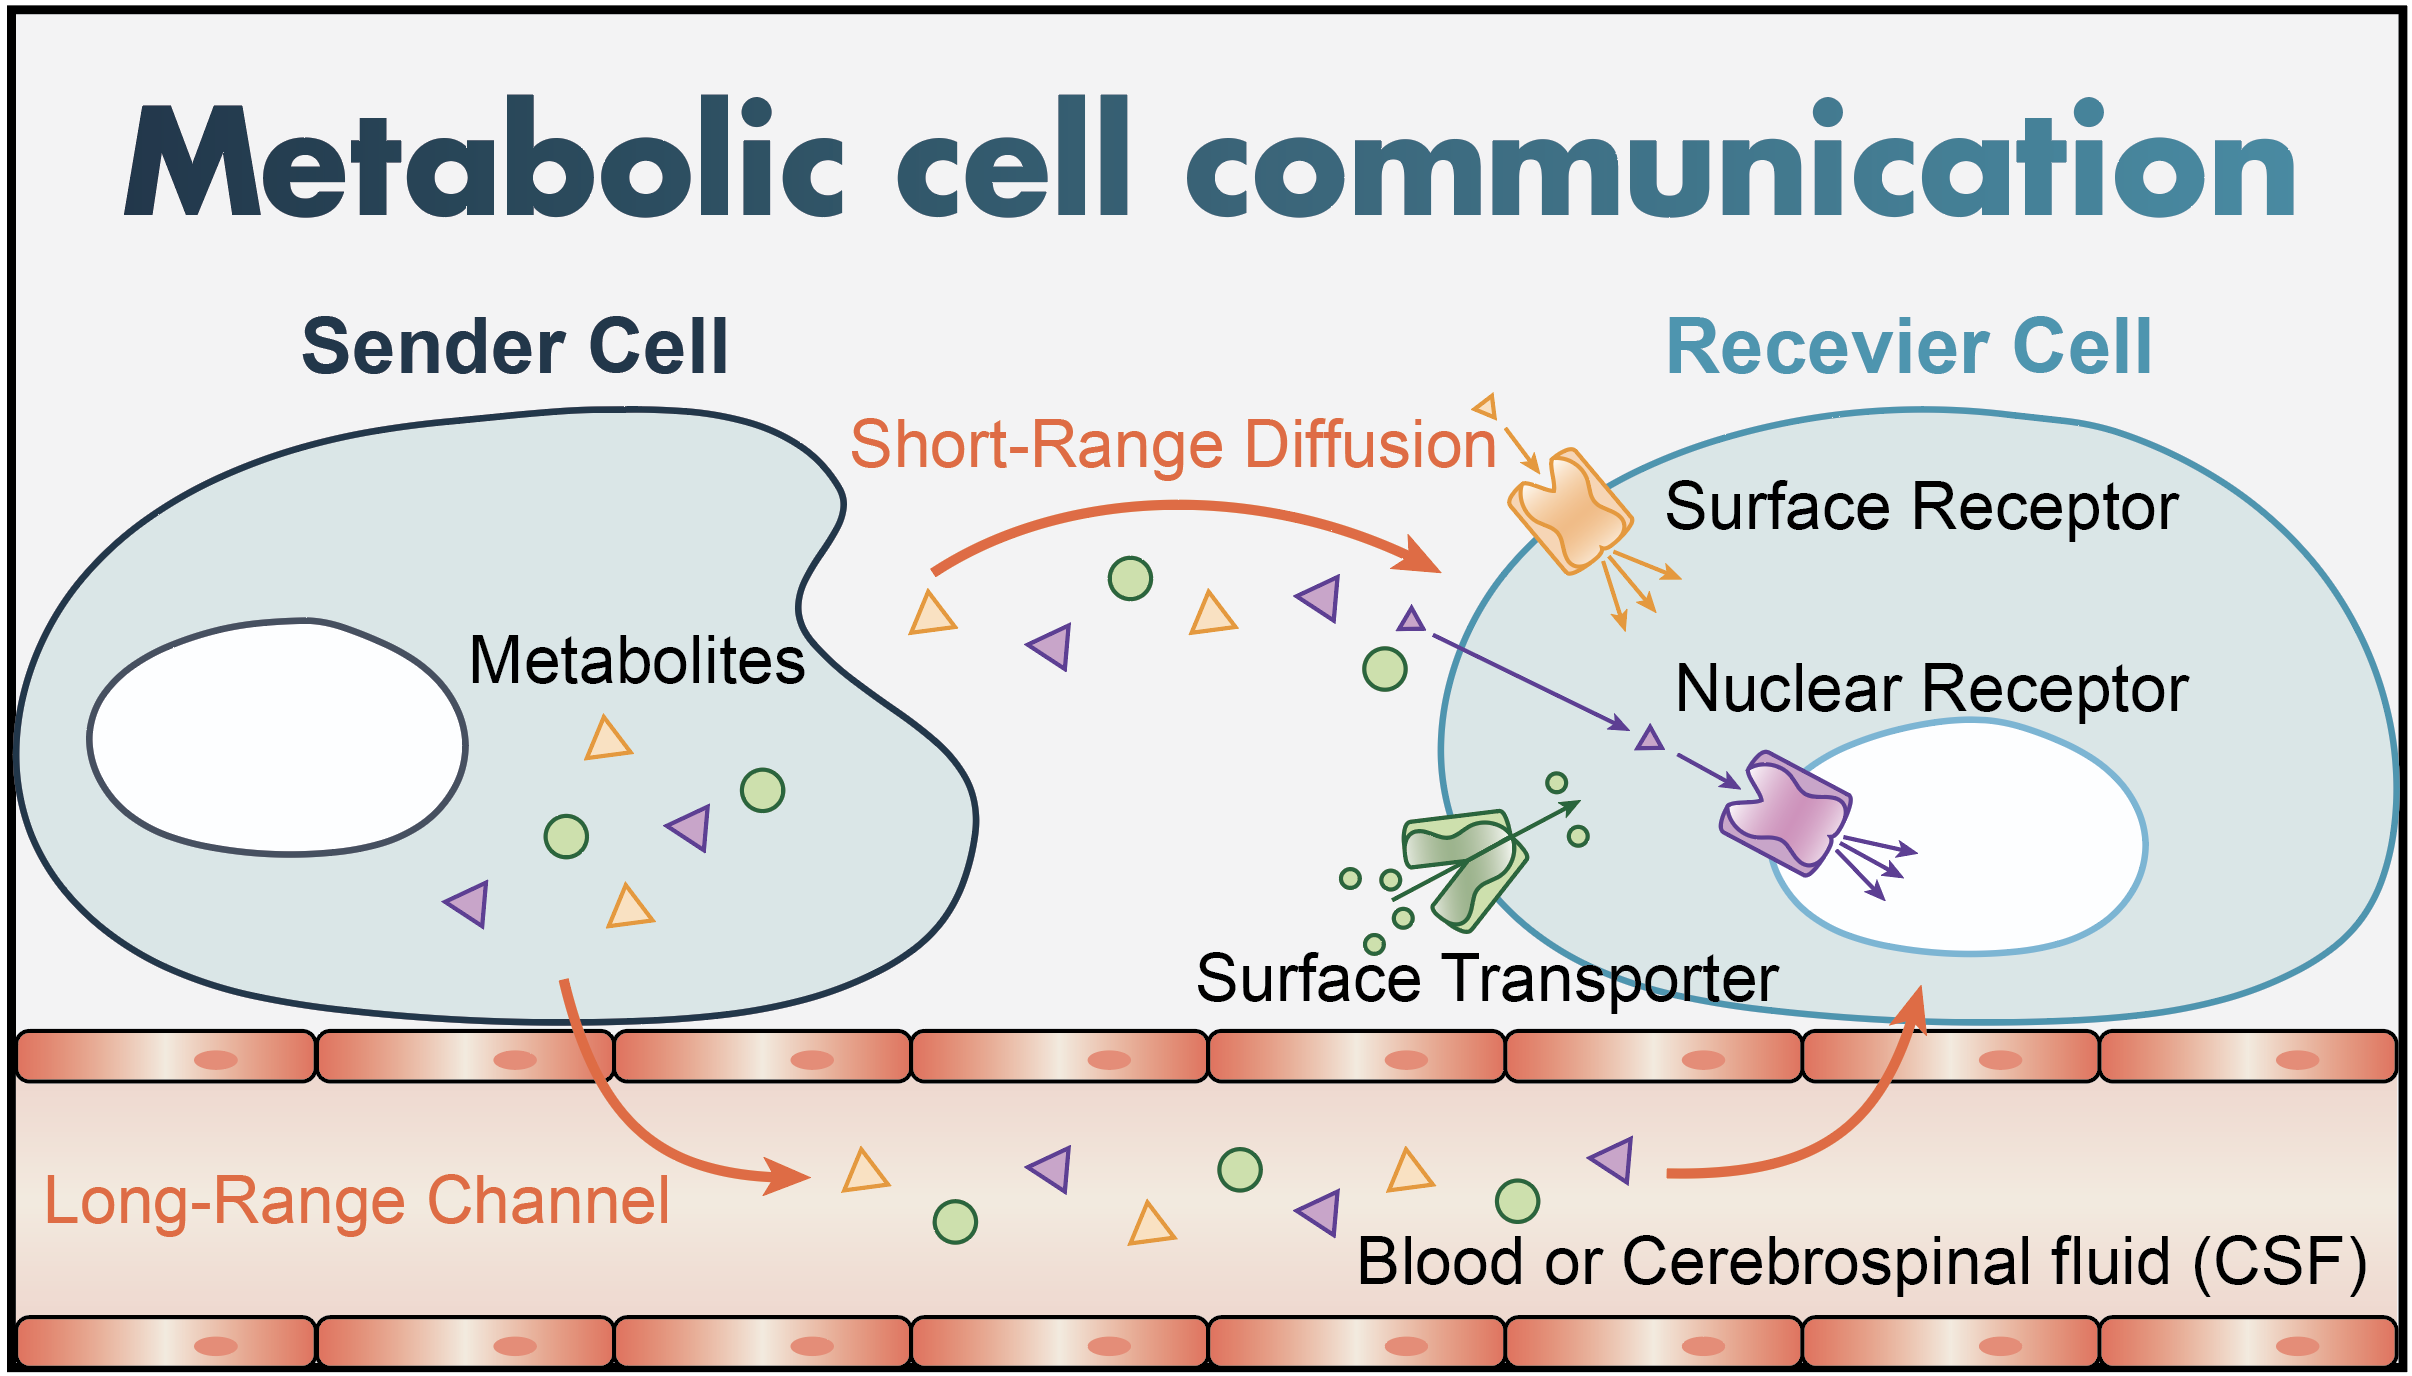 Metabolic cell communication
Sender Cell
Recevier Cell
Short-Range Diffusion
Surface Receptor
Metabolites
Nuclear Receptor
Surface Transporter
Long-Range Channel
Blood or Cerebrospinal fluid (CSF)